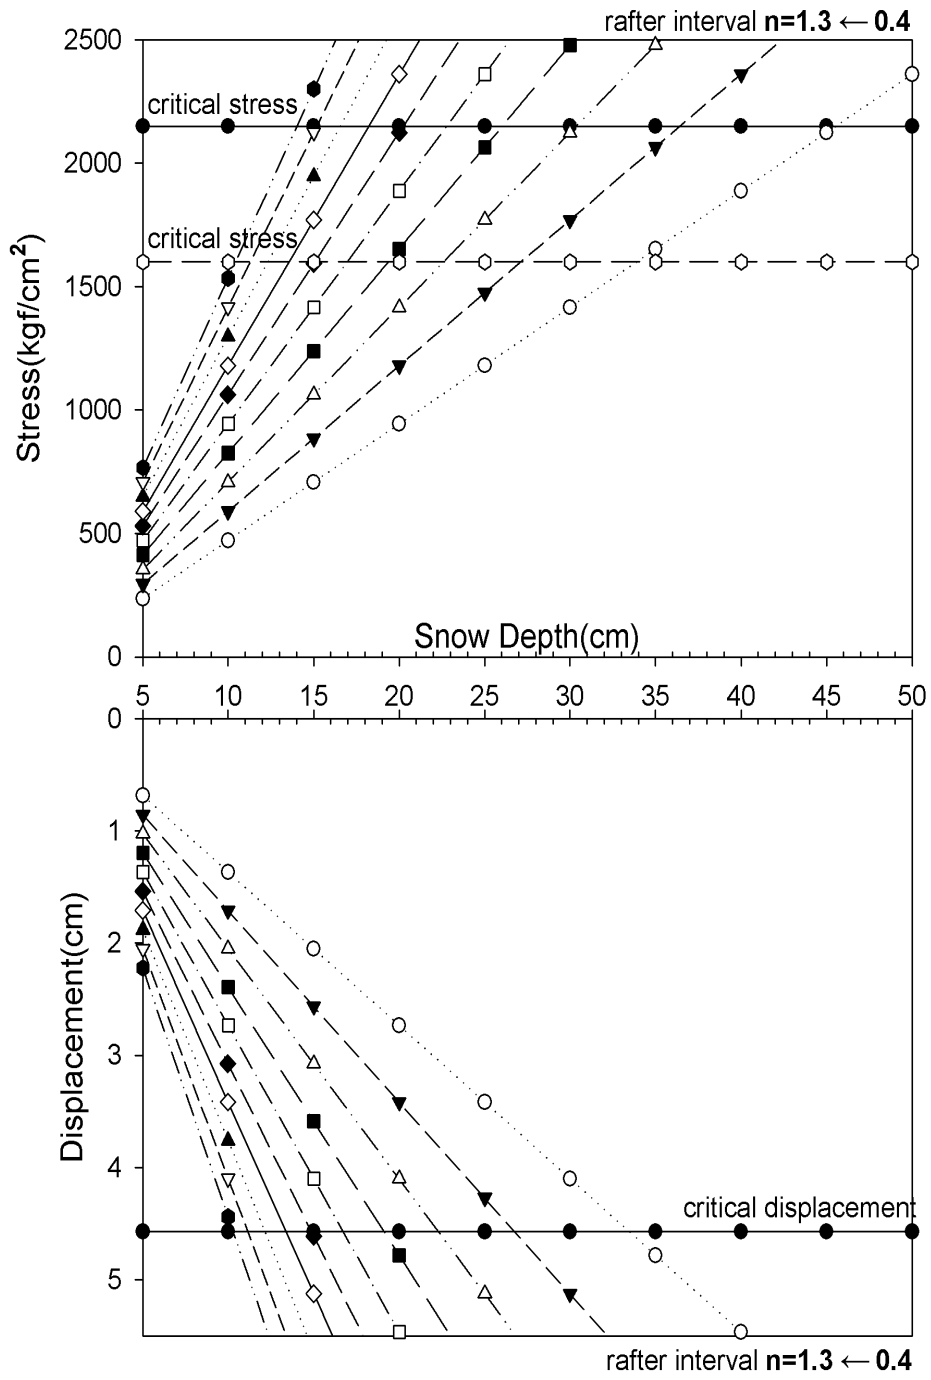 rafter interval n=1.3 ← 0.4
2500
critical stress
2000
critical stress
1500
Stress(kgf/cm²)
1000
500
Snow Depth(cm)
0
5 10 15 20 25 30 35 40 45 50
0
1
2
Displacement(cm)
3
4
critical displacement
5
rafter interval n=1.3 ← 0.4